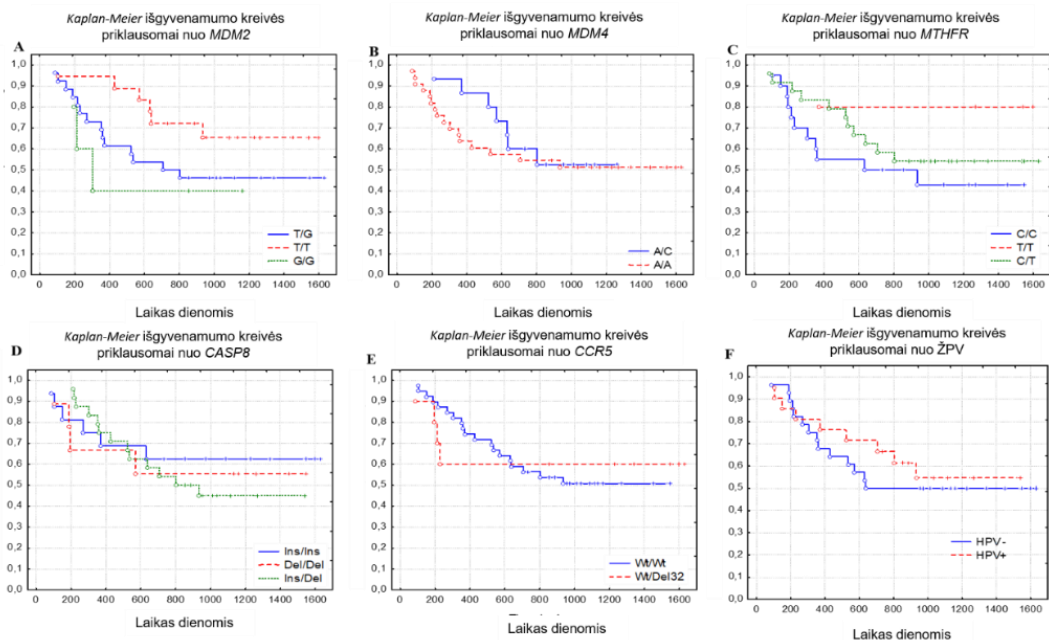 Kaplan-Meier išgyvenamumo kreivės
priklausomai nuo MDM2
A
1,0
0,9
0,8
0,7
0,6
0,5
0,4
0,3
0,2
0,1
0,0
T/G
T/T
G/G
0 200 400 600 800 1000 1200 1400 1600
Laikas dienomis
Kaplan-Meier išgyvenamumo kreivės
priklausomai nuo MDM4
B
1,0
0,9
0,8
0,7
0,6
0,5
0,4
0,3
0,2
0,1
0,0
A/C
A/A
0 200 400 600 800 1000 1200 1400 1600
Laikas dienomis
Kaplan-Meier išgyvenamumo kreivės
priklausomai nuo MTHFR
C
1,0
0,9
0,8
0,7
0,6
0,5
0,4
0,3
0,2
0,1
0,0
C/C
T/T
C/T
0 200 400 600 800 1000 1200 1400 1600
Laikas dienomis
Kaplan-Meier išgyvenamumo kreivės
priklausomai nuo CASP8
D
1,0
0,9
0,8
0,7
0,6
0,5
0,4
0,3
0,2
0,1
0,0
Ins/Ins
Del/Del
Ins/Del
0 200 400 600 800 1000 1200 1400 1600
Laikas dienomis
Kaplan-Meier išgyvenamumo kreivės
priklausomai nuo CCR5
E
1,0
0,9
0,8
0,7
0,6
0,5
0,4
0,3
0,2
0,1
0,0
Wt/Wt
Wt/Del32
0 200 400 600 800 1000 1200 1400 1600
Laikas dienomis
Kaplan-Meier išgyvenamumo kreivės
priklausomai nuo ŽPV
F
1,0
0,9
0,8
0,7
0,6
0,5
0,4
0,3
0,2
0,1
0,0
HPV-
HPV+
0 200 400 600 800 1000 1200 1400 1600
Laikas dienomis